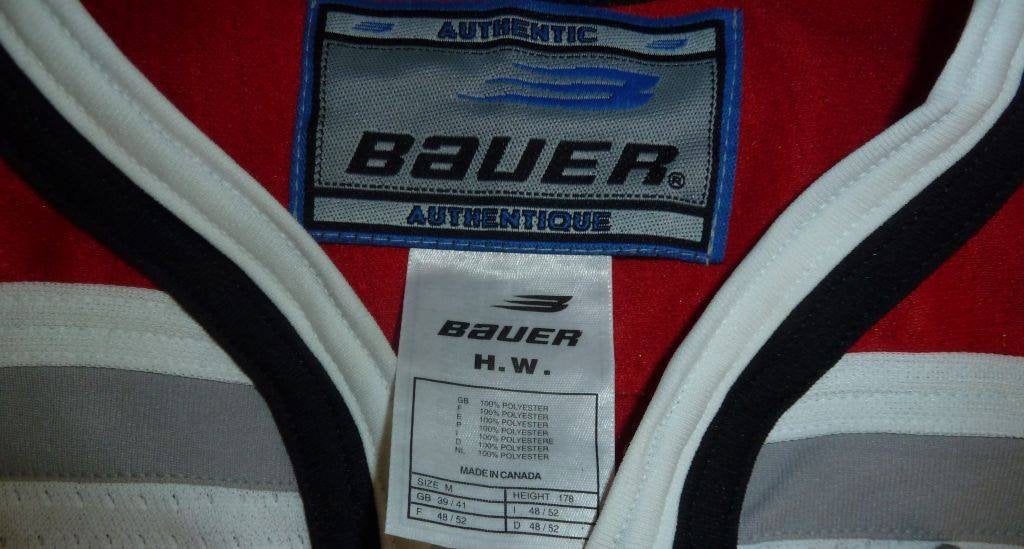 AUTHENTIC
BAUER®
AUTHENTIQUE
BAUER
H.W.
GB 100% POLYESTER
F 100% POLYESTER
E 100% POLYESTER
P 100% POLYESTER
I 100% POLYESTER
D 100% POLYESTERE
NL 100% POLYESTER
MADE IN CANADA
SIZE M
GB 39 / 41 HEIGHT 178
F 48 / 52 I 48 / 52
D 48 / 52